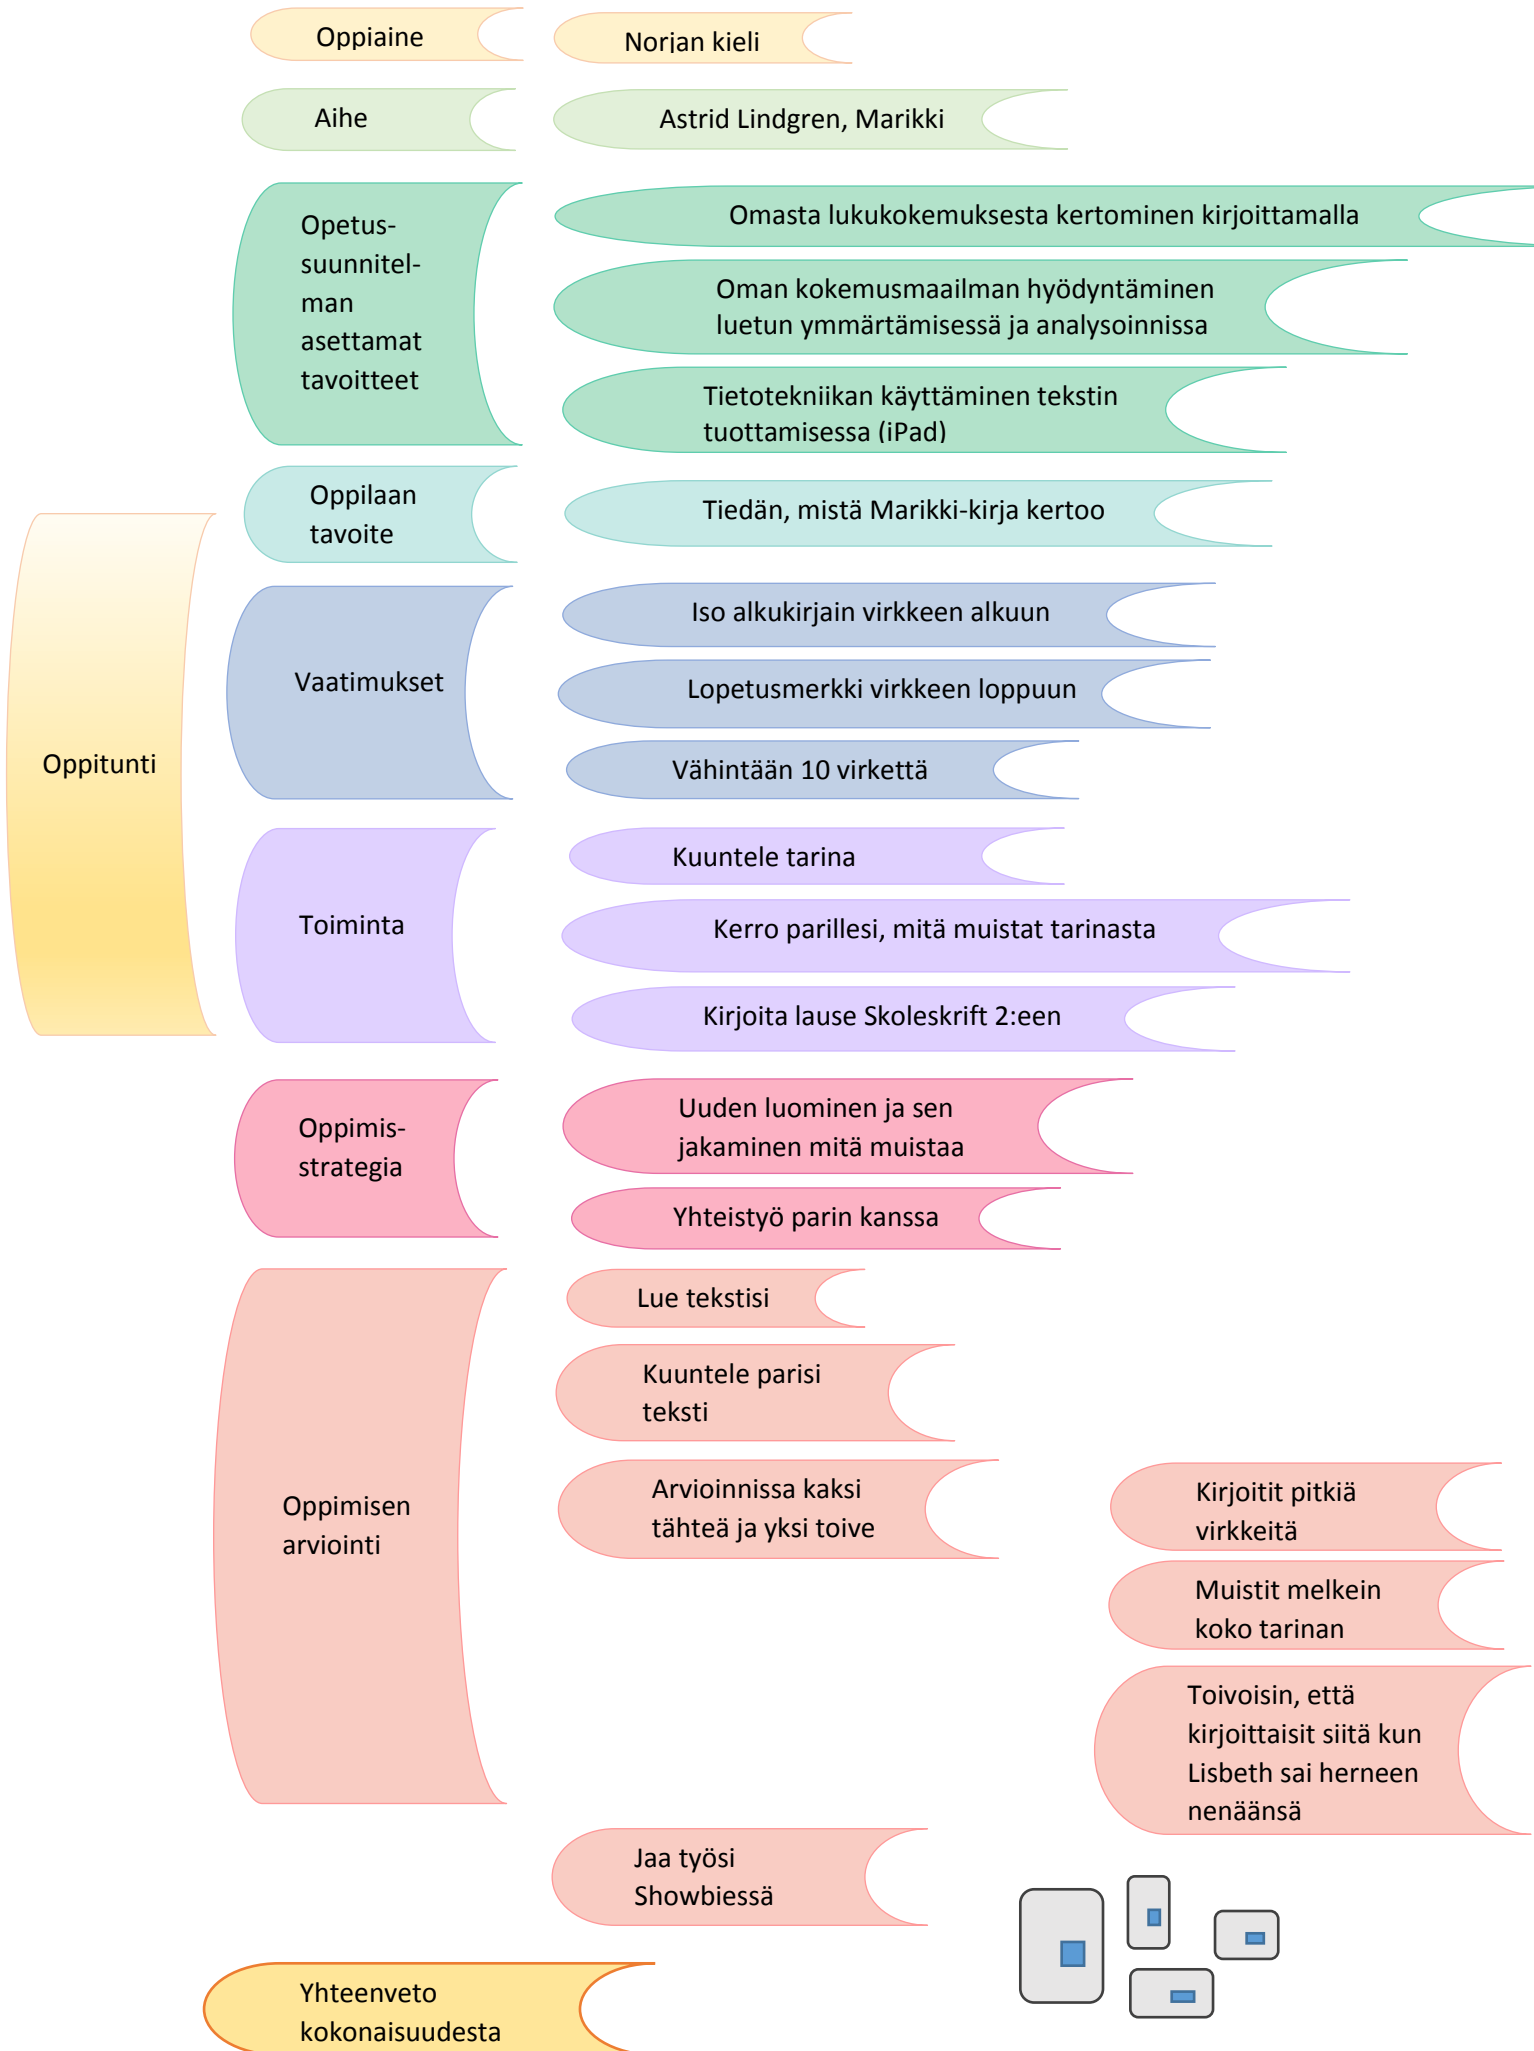 Oppiaine
Norjan kieli
Aihe
Astrid Lindgren, Marikki
Opetus-
suunnitel-
man
asettamat
tavoitteet
Omasta lukukokemuksesta kertominen kirjoittamalla
Oman kokemusmaailman hyödyntäminen
luetun ymmärtämisessä ja analysoinnissa
Tietotekniikan käyttäminen tekstin
tuottamisessa (iPad)
Oppilaan
tavoite
Tiedän, mistä Marikki-kirja kertoo
Oppitunti
Vaatimukset
Iso alkukirjain virkkeen alkuun
Lopetusmerkki virkkeen loppuun
Vähintään 10 virkettä
Toiminta
Kuuntele tarina
Kerro parillesi, mitä muistat tarinasta
Kirjoita lause Skoleskrift 2:een
Oppimis-
strategia
Uuden luominen ja sen
jakaminen mitä muistaa
Yhteistyö parin kanssa
Oppimisen
arviointi
Lue tekstisi
Kuuntele parisi
teksti
Arvioinnissa kaksi
tähteä ja yksi toive
Kirjoitit pitkiä
virkkeitä
Muistit melkein
koko tarinan
Toivoisin, että
kirjoittaisit siitä kun
Lisbeth sai herneen
nenäänsä
Jaa työsi
Showbiessä
Yhteenveto
kokonaisuudesta